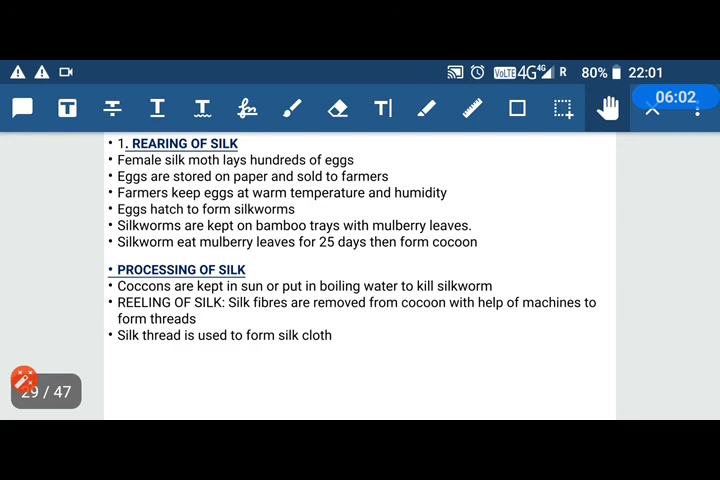 VoLTE 4G 4G R 80% 22:01
06:02
• 1. REARING OF SILK
• Female silk moth lays hundreds of eggs
• Eggs are stored on paper and sold to farmers
• Farmers keep eggs at warm temperature and humidity
• Eggs hatch to form silkworms
• Silkworms are kept on bamboo trays with mulberry leaves.
• Silkworm eat mulberry leaves for 25 days then form cocoon
• PROCESSING OF SILK
• Coccons are kept in sun or put in boiling water to kill silkworm
• REELING OF SILK: Silk fibres are removed from cocoon with help of machines to
form threads
• Silk thread is used to form silk cloth
29 / 47